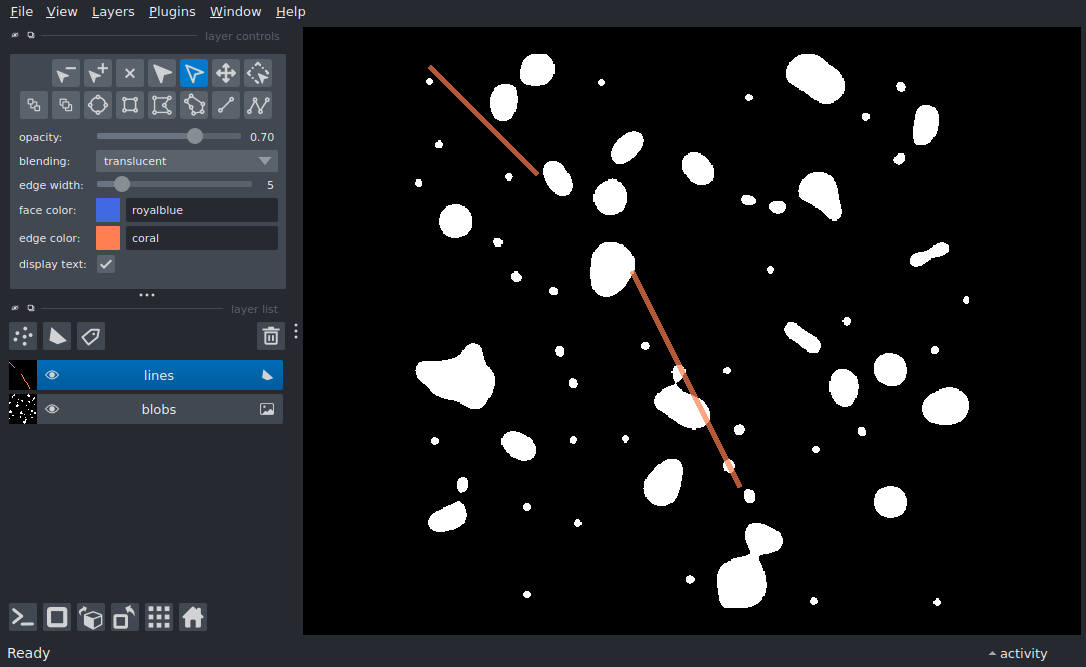 File View Layers Plugins Window Help
layer controls
opacity: 0.70
blending: translucent
edge width: 5
face color: royalblue
edge color: coral
display text:
layer list
lines
blobs
Ready
activity